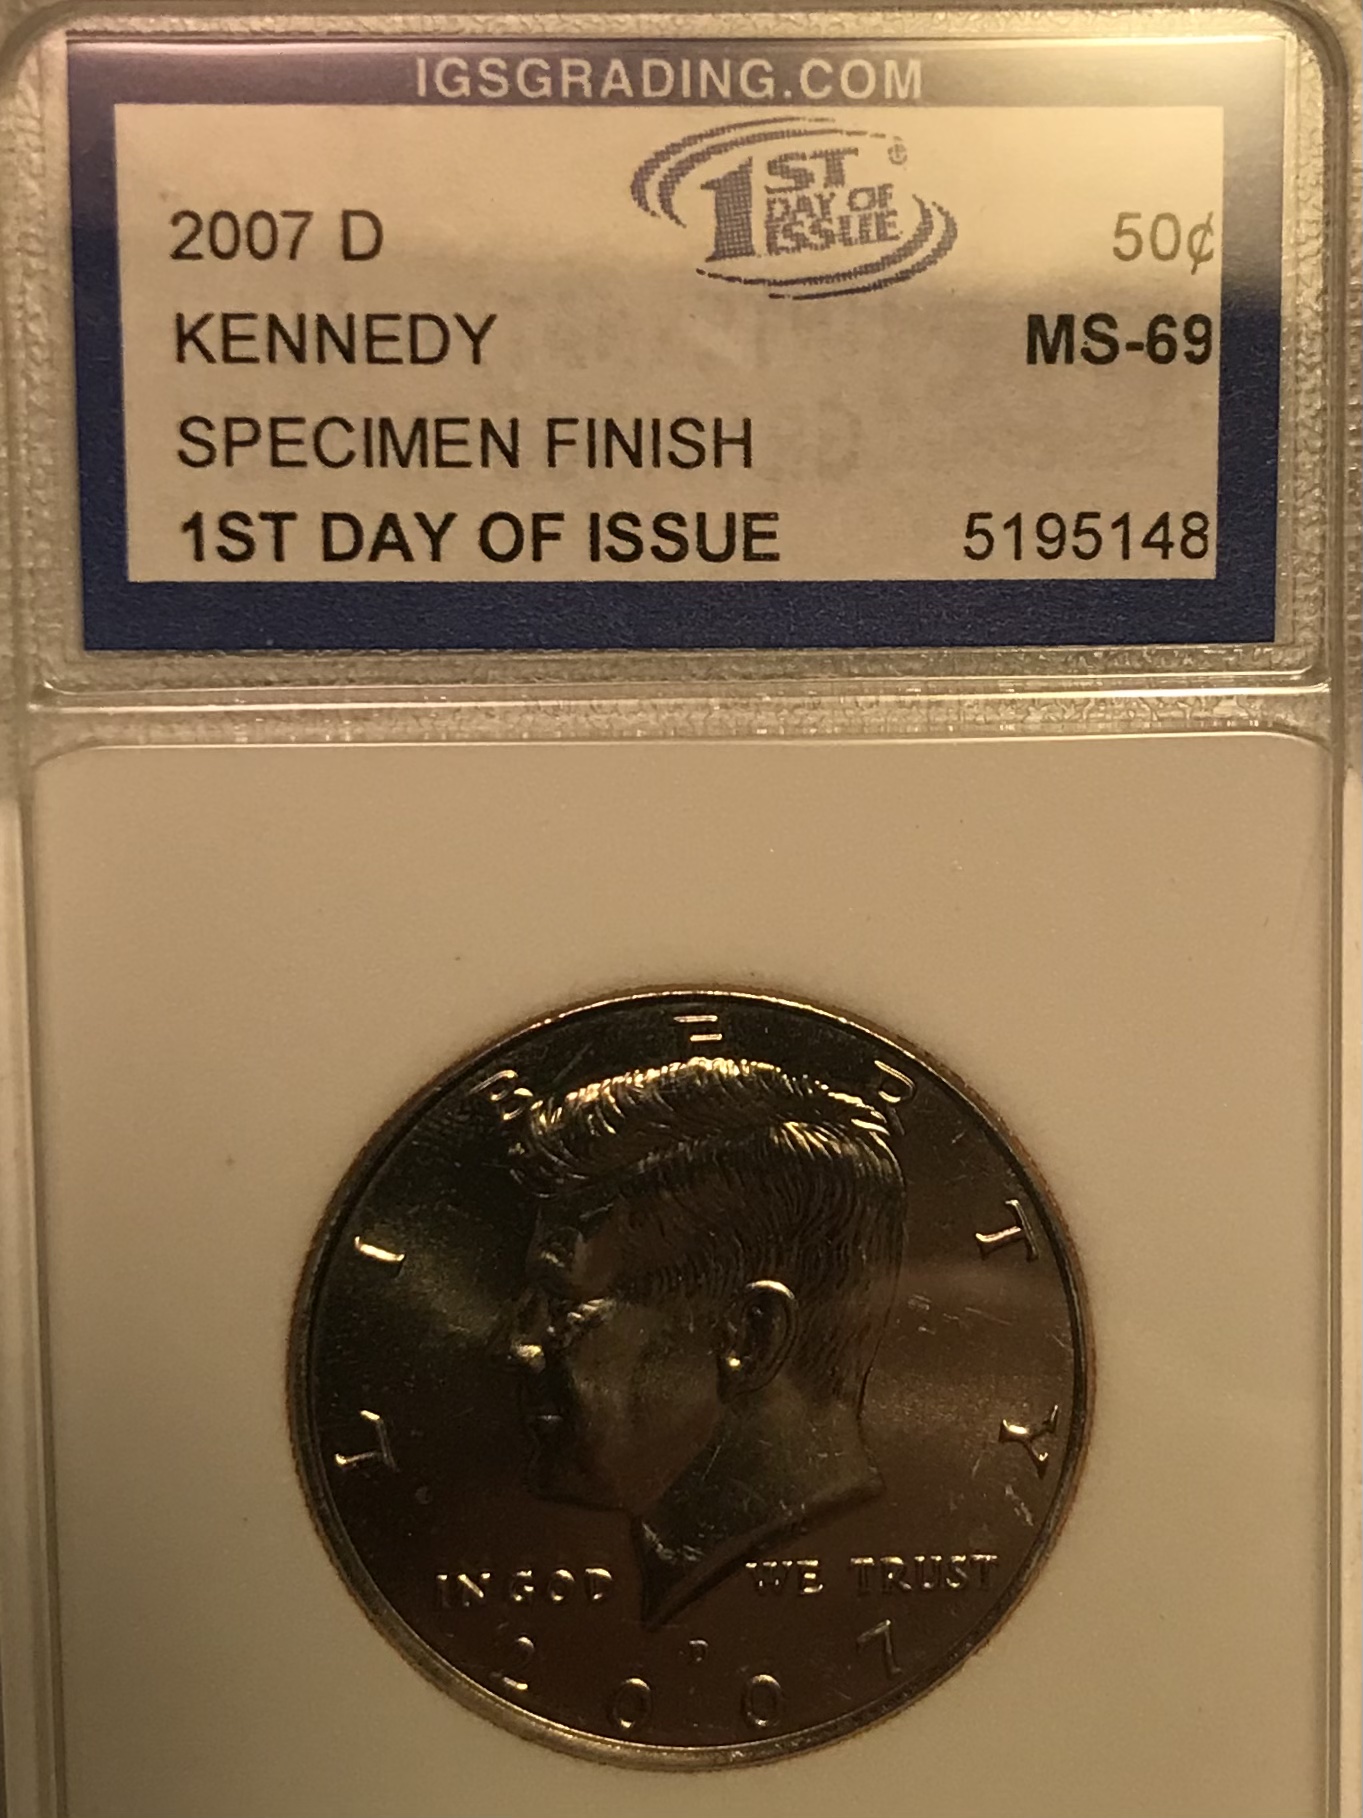 IGSGRADING.COM
1ST DAY OF ISSUE ®
2007 D 50¢
KENNEDY MS-69
SPECIMEN FINISH
1ST DAY OF ISSUE 5195148
LIBERTY
IN GOD WE TRUST
D
2007